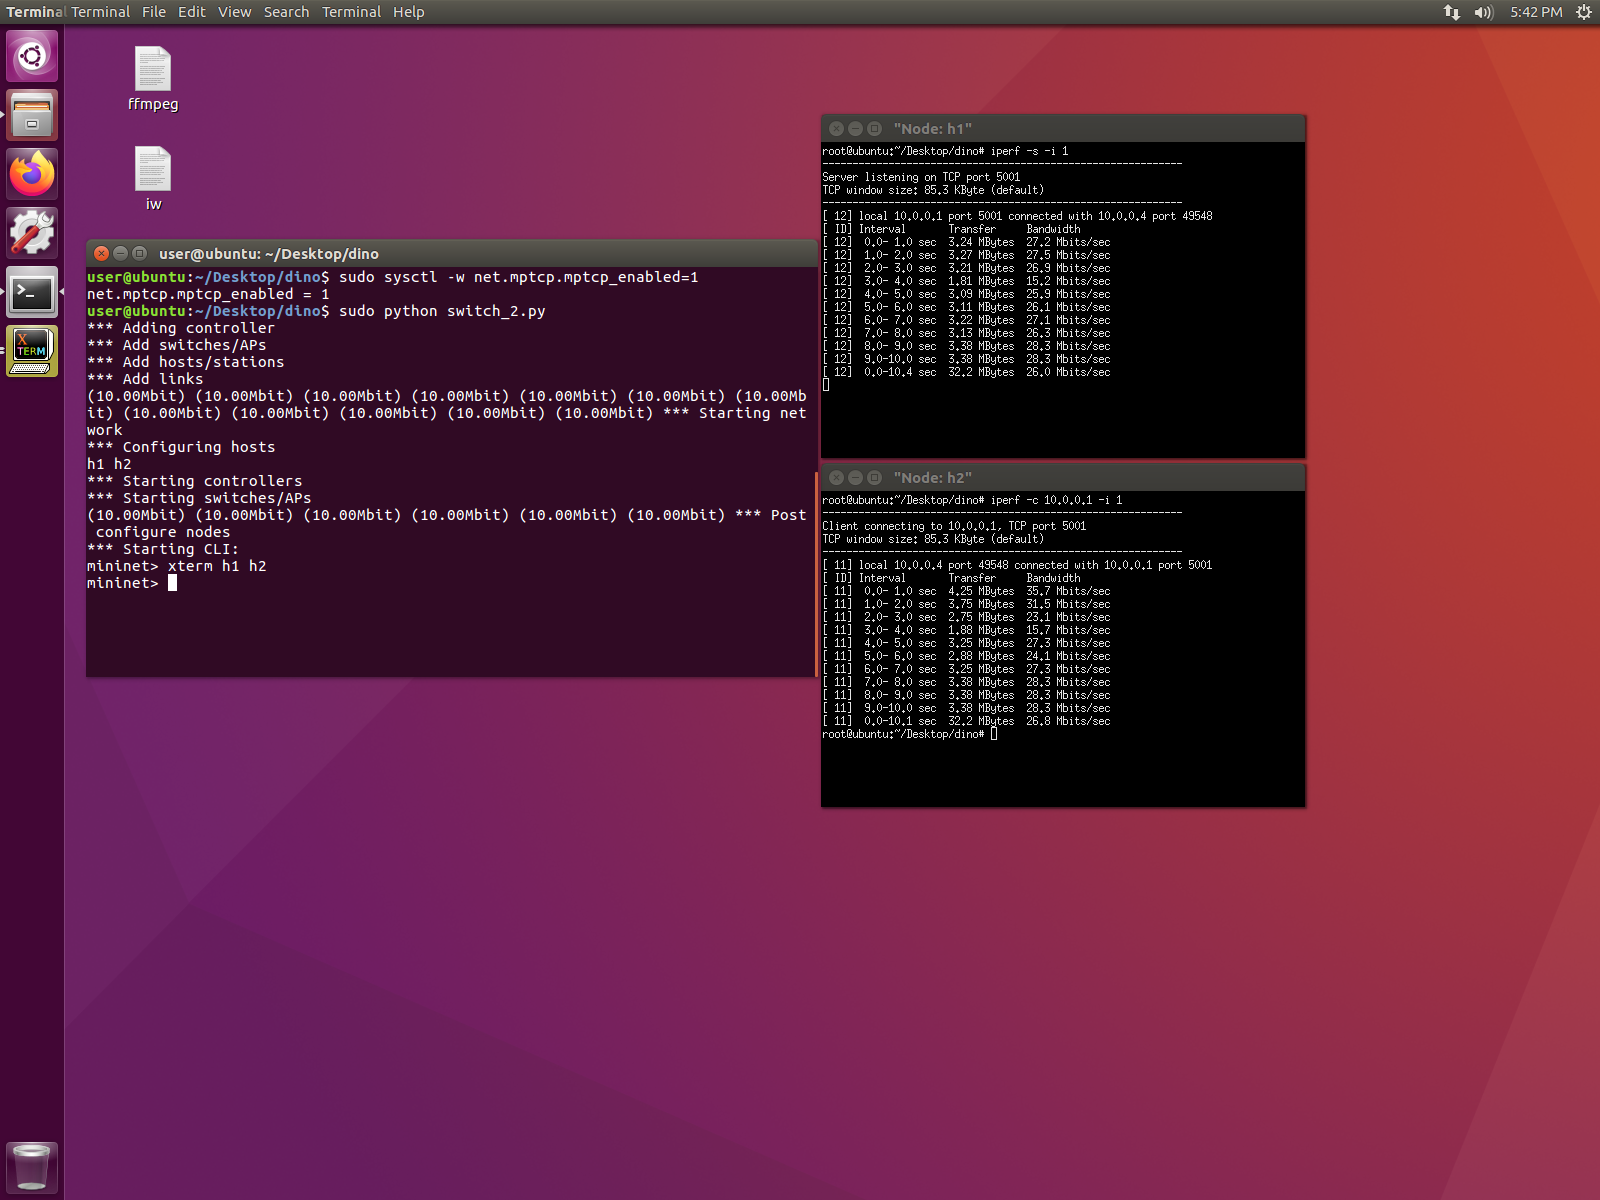 Terminal Terminal File Edit View Search Terminal Help
5:42 PM
ffmpeg
iw
XTERM
user@ubuntu: ~/Desktop/dino
user@ubuntu:~/Desktop/dino$ sudo sysctl -w net.mptcp.mptcp_enabled=1
net.mptcp.mptcp_enabled = 1
user@ubuntu:~/Desktop/dino$ sudo python switch_2.py
*** Adding controller
*** Add switches/APs
*** Add hosts/stations
*** Add links
(10.00Mbit) (10.00Mbit) (10.00Mbit) (10.00Mbit) (10.00Mbit) (10.00Mbit) (10.00Mb
it) (10.00Mbit) (10.00Mbit) (10.00Mbit) (10.00Mbit) (10.00Mbit) *** Starting net
work
*** Configuring hosts
h1 h2
*** Starting controllers
*** Starting switches/APs
(10.00Mbit) (10.00Mbit) (10.00Mbit) (10.00Mbit) (10.00Mbit) (10.00Mbit) *** Post
 configure nodes
*** Starting CLI:
mininet> xterm h1 h2
mininet>
"Node: h1"
root@ubuntu:~/Desktop/dino# iperf -s -i 1
------------------------------------------------------------
Server listening on TCP port 5001
TCP window size: 85.3 KByte (default)
------------------------------------------------------------
[ 12] local 10.0.0.1 port 5001 connected with 10.0.0.4 port 49548
[ ID] Interval       Transfer     Bandwidth
[ 12]  0.0- 1.0 sec  3.24 MBytes  27.2 Mbits/sec
[ 12]  1.0- 2.0 sec  3.27 MBytes  27.5 Mbits/sec
[ 12]  2.0- 3.0 sec  3.21 MBytes  26.9 Mbits/sec
[ 12]  3.0- 4.0 sec  1.81 MBytes  15.2 Mbits/sec
[ 12]  4.0- 5.0 sec  3.09 MBytes  25.9 Mbits/sec
[ 12]  5.0- 6.0 sec  3.11 MBytes  26.1 Mbits/sec
[ 12]  6.0- 7.0 sec  3.22 MBytes  27.1 Mbits/sec
[ 12]  7.0- 8.0 sec  3.13 MBytes  26.3 Mbits/sec
[ 12]  8.0- 9.0 sec  3.38 MBytes  28.3 Mbits/sec
[ 12]  9.0-10.0 sec  3.38 MBytes  28.3 Mbits/sec
[ 12]  0.0-10.4 sec  32.2 MBytes  26.0 Mbits/sec
"Node: h2"
root@ubuntu:~/Desktop/dino# iperf -c 10.0.0.1 -i 1
------------------------------------------------------------
Client connecting to 10.0.0.1, TCP port 5001
TCP window size: 85.3 KByte (default)
------------------------------------------------------------
[ 11] local 10.0.0.4 port 49548 connected with 10.0.0.1 port 5001
[ ID] Interval       Transfer     Bandwidth
[ 11]  0.0- 1.0 sec  4.25 MBytes  35.7 Mbits/sec
[ 11]  1.0- 2.0 sec  3.75 MBytes  31.5 Mbits/sec
[ 11]  2.0- 3.0 sec  2.75 MBytes  23.1 Mbits/sec
[ 11]  3.0- 4.0 sec  1.88 MBytes  15.7 Mbits/sec
[ 11]  4.0- 5.0 sec  3.25 MBytes  27.3 Mbits/sec
[ 11]  5.0- 6.0 sec  2.88 MBytes  24.1 Mbits/sec
[ 11]  6.0- 7.0 sec  3.25 MBytes  27.3 Mbits/sec
[ 11]  7.0- 8.0 sec  3.38 MBytes  28.3 Mbits/sec
[ 11]  8.0- 9.0 sec  3.38 MBytes  28.3 Mbits/sec
[ 11]  9.0-10.0 sec  3.38 MBytes  28.3 Mbits/sec
[ 11]  0.0-10.1 sec  32.2 MBytes  26.8 Mbits/sec
root@ubuntu:~/Desktop/dino#